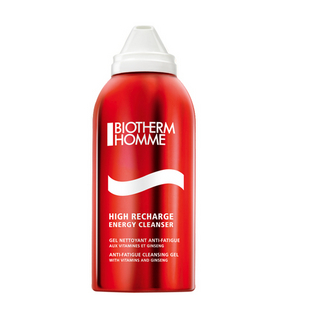 BIOTHERM
HOMME
HIGH RECHARGE
ENERGY CLEANSER
GEL NETTOYANT ANTI-FATIGUE
AUX VITAMINES ET GINSENG
ANTI-FATIGUE CLEANSING GEL
WITH VITAMINS AND GINSENG